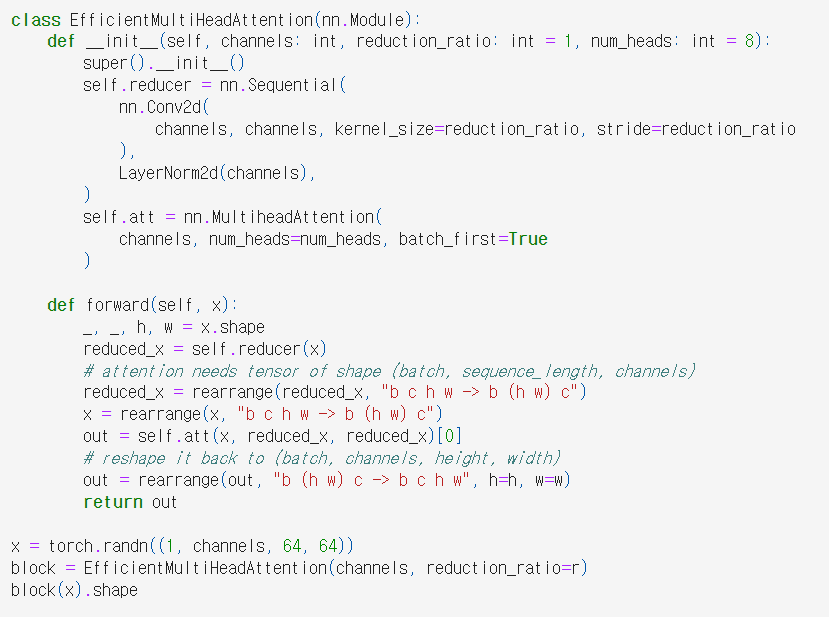 class EfficientMultiHeadAttention(nn.Module):
    def __init__(self, channels: int, reduction_ratio: int = 1, num_heads: int = 8):
        super().__init__()
        self.reducer = nn.Sequential(
            nn.Conv2d(
                channels, channels, kernel_size=reduction_ratio, stride=reduction_ratio
            ),
            LayerNorm2d(channels),
        )
        self.att = nn.MultiheadAttention(
            channels, num_heads=num_heads, batch_first=True
        )

    def forward(self, x):
        _, _, h, w = x.shape
        reduced_x = self.reducer(x)
        # attention needs tensor of shape (batch, sequence_length, channels)
        reduced_x = rearrange(reduced_x, "b c h w -> b (h w) c")
        x = rearrange(x, "b c h w -> b (h w) c")
        out = self.att(x, reduced_x, reduced_x)[0]
        # reshape it back to (batch, channels, height, width)
        out = rearrange(out, "b (h w) c -> b c h w", h=h, w=w)
        return out

x = torch.randn((1, channels, 64, 64))
block = EfficientMultiHeadAttention(channels, reduction_ratio=r)
block(x).shape